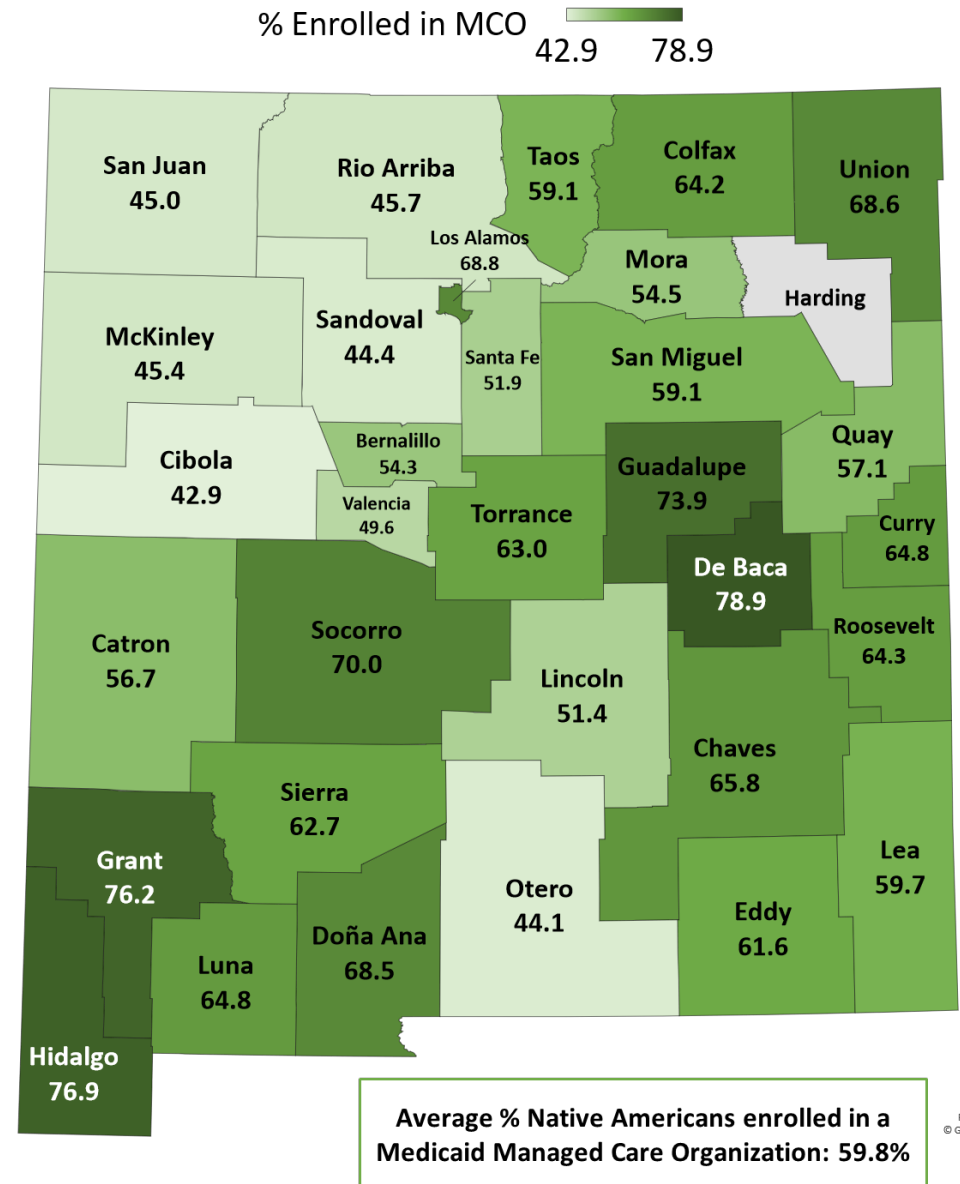 % Enrolled in MCO
42.9 78.9
San Juan
45.0
Rio Arriba
45.7
Taos
59.1
Colfax
64.2
Union
68.6
Los Alamos
68.8
Mora
54.5
Harding
McKinley
45.4
Sandoval
44.4
Santa Fe
51.9
San Miguel
59.1
Quay
57.1
Cibola
42.9
Bernalillo
54.3
Valencia
49.6
Torrance
63.0
Guadalupe
73.9
Curry
64.8
De Baca
78.9
Roosevelt
64.3
Catron
56.7
Socorro
70.0
Lincoln
51.4
Chaves
65.8
Sierra
62.7
Grant
76.2
Otero
44.1
Lea
59.7
Eddy
61.6
Doña Ana
68.5
Luna
64.8
Hidalgo
76.9
Average % Native Americans enrolled in a
Medicaid Managed Care Organization: 59.8%